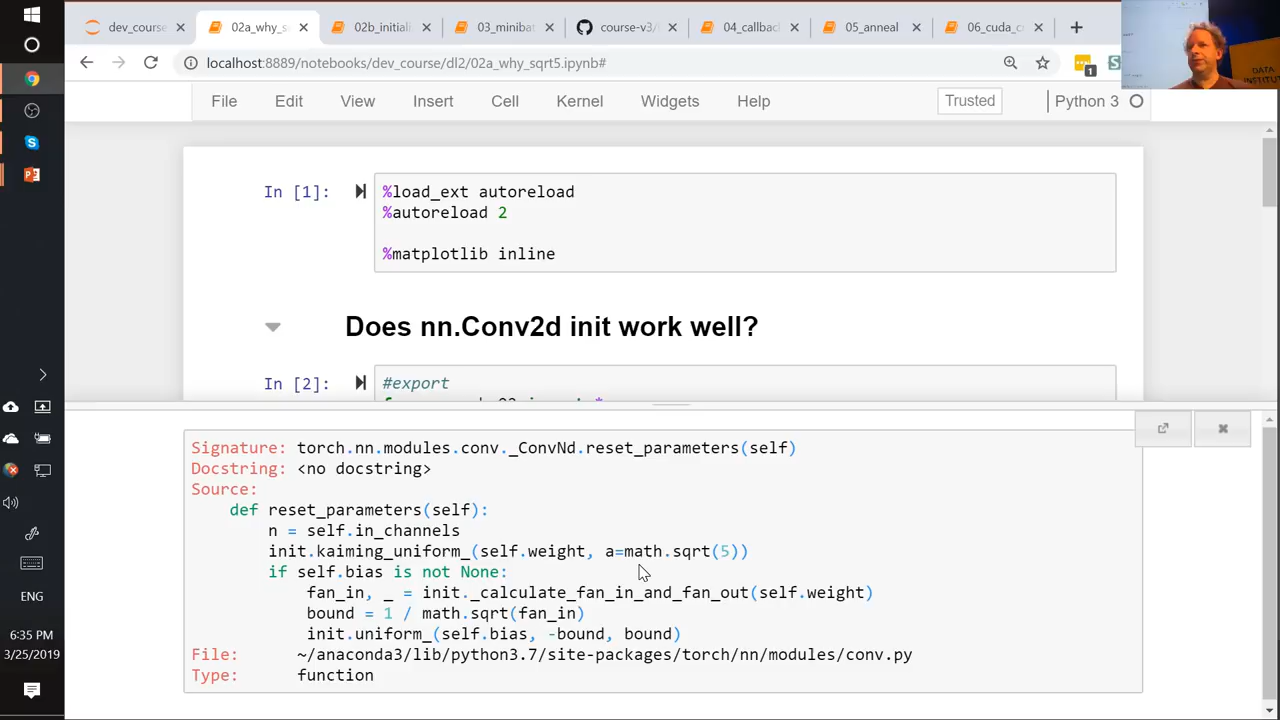 dev_course
02a_why_s
02b_initiali
03_minibat
course-v3/
04_callback
05_anneal
06_cuda_c
localhost:8889/notebooks/dev_course/dl2/02a_why_sqrt5.ipynb#
1
S
File Edit View Insert Cell Kernel Widgets Help
Trusted
Python 3
DATA
INSTITUT
In [1]:
%load_ext autoreload
%autoreload 2
%matplotlib inline
Does nn.Conv2d init work well?
In [2]:
#export
Signature: torch.nn.modules.conv._ConvNd.reset_parameters(self)
Docstring: <no docstring>
Source:
def reset_parameters(self):
n = self.in_channels
init.kaiming_uniform_(self.weight, a=math.sqrt(5))
if self.bias is not None:
fan_in, _ = init._calculate_fan_in_and_fan_out(self.weight)
bound = 1 / math.sqrt(fan_in)
init.uniform_(self.bias, -bound, bound)
File: ~/anaconda3/lib/python3.7/site-packages/torch/nn/modules/conv.py
Type: function
ENG
6:35 PM
3/25/2019